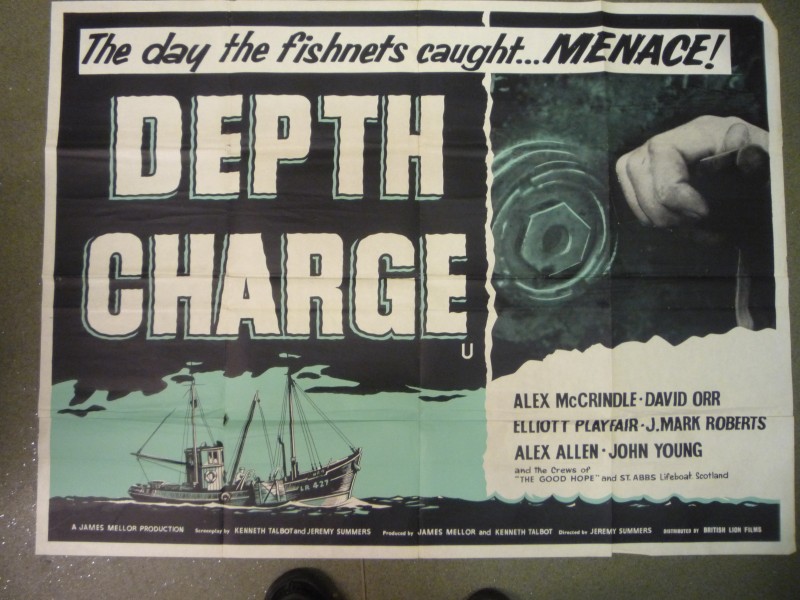 The day the fishnets caught... MENACE!
DEPTH
CHARGE
U
LR 427
ALEX McCRINDLE · DAVID ORR
ELLIOTT PLAYFAIR · J. MARK ROBERTS
ALEX ALLEN · JOHN YOUNG
and the Crews of
"THE GOOD HOPE" and ST. ABBS Lifeboat Scotland
A JAMES MELLOR PRODUCTION Screenplay by KENNETH TALBOT and JEREMY SUMMERS Produced by JAMES MELLOR and KENNETH TALBOT Directed by JEREMY SUMMERS DISTRIBUTED BY BRITISH LION FILMS